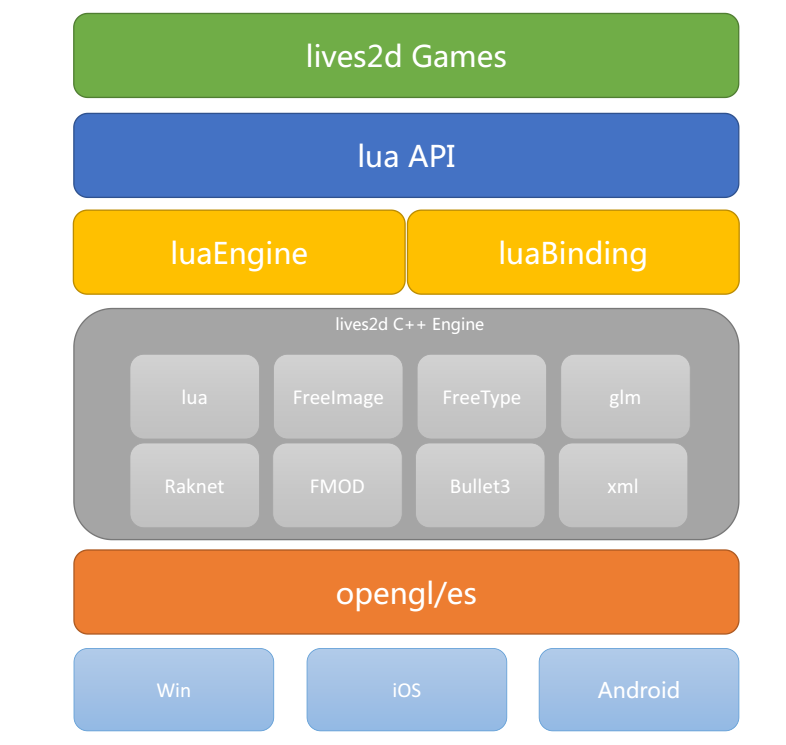 lives2d Games
lua API
luaEngine
luaBinding
lives2d C++ Engine
lua
FreeImage
FreeType
glm
Raknet
FMOD
Bullet3
xml
opengl/es
Win
iOS
Android